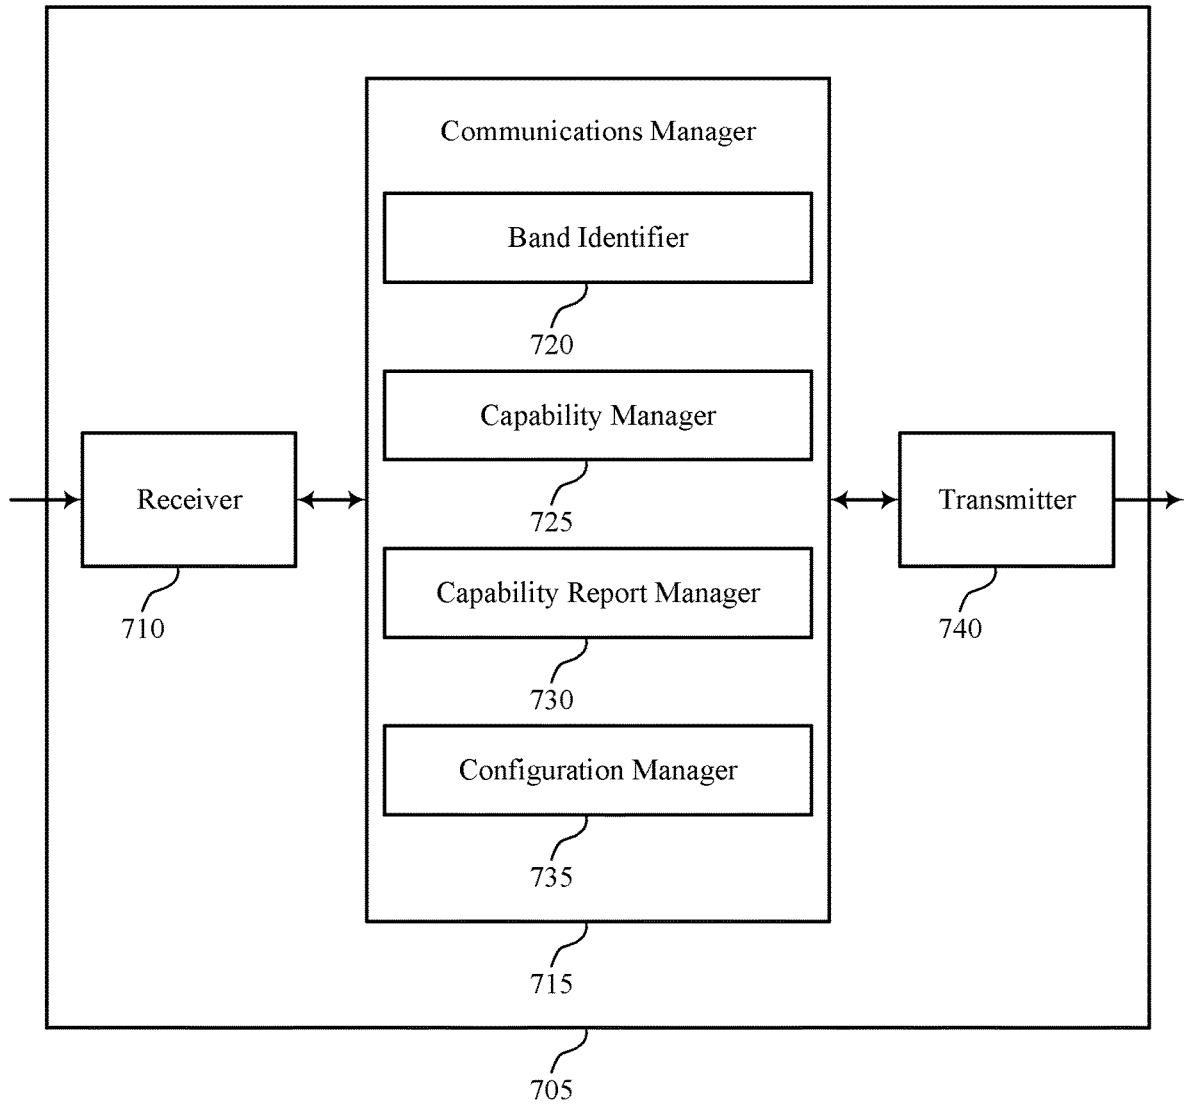 Communications Manager
Band Identifier
720
Capability Manager
725
Receiver
710
Transmitter
740
Capability Report Manager
730
Configuration Manager
735
715
705